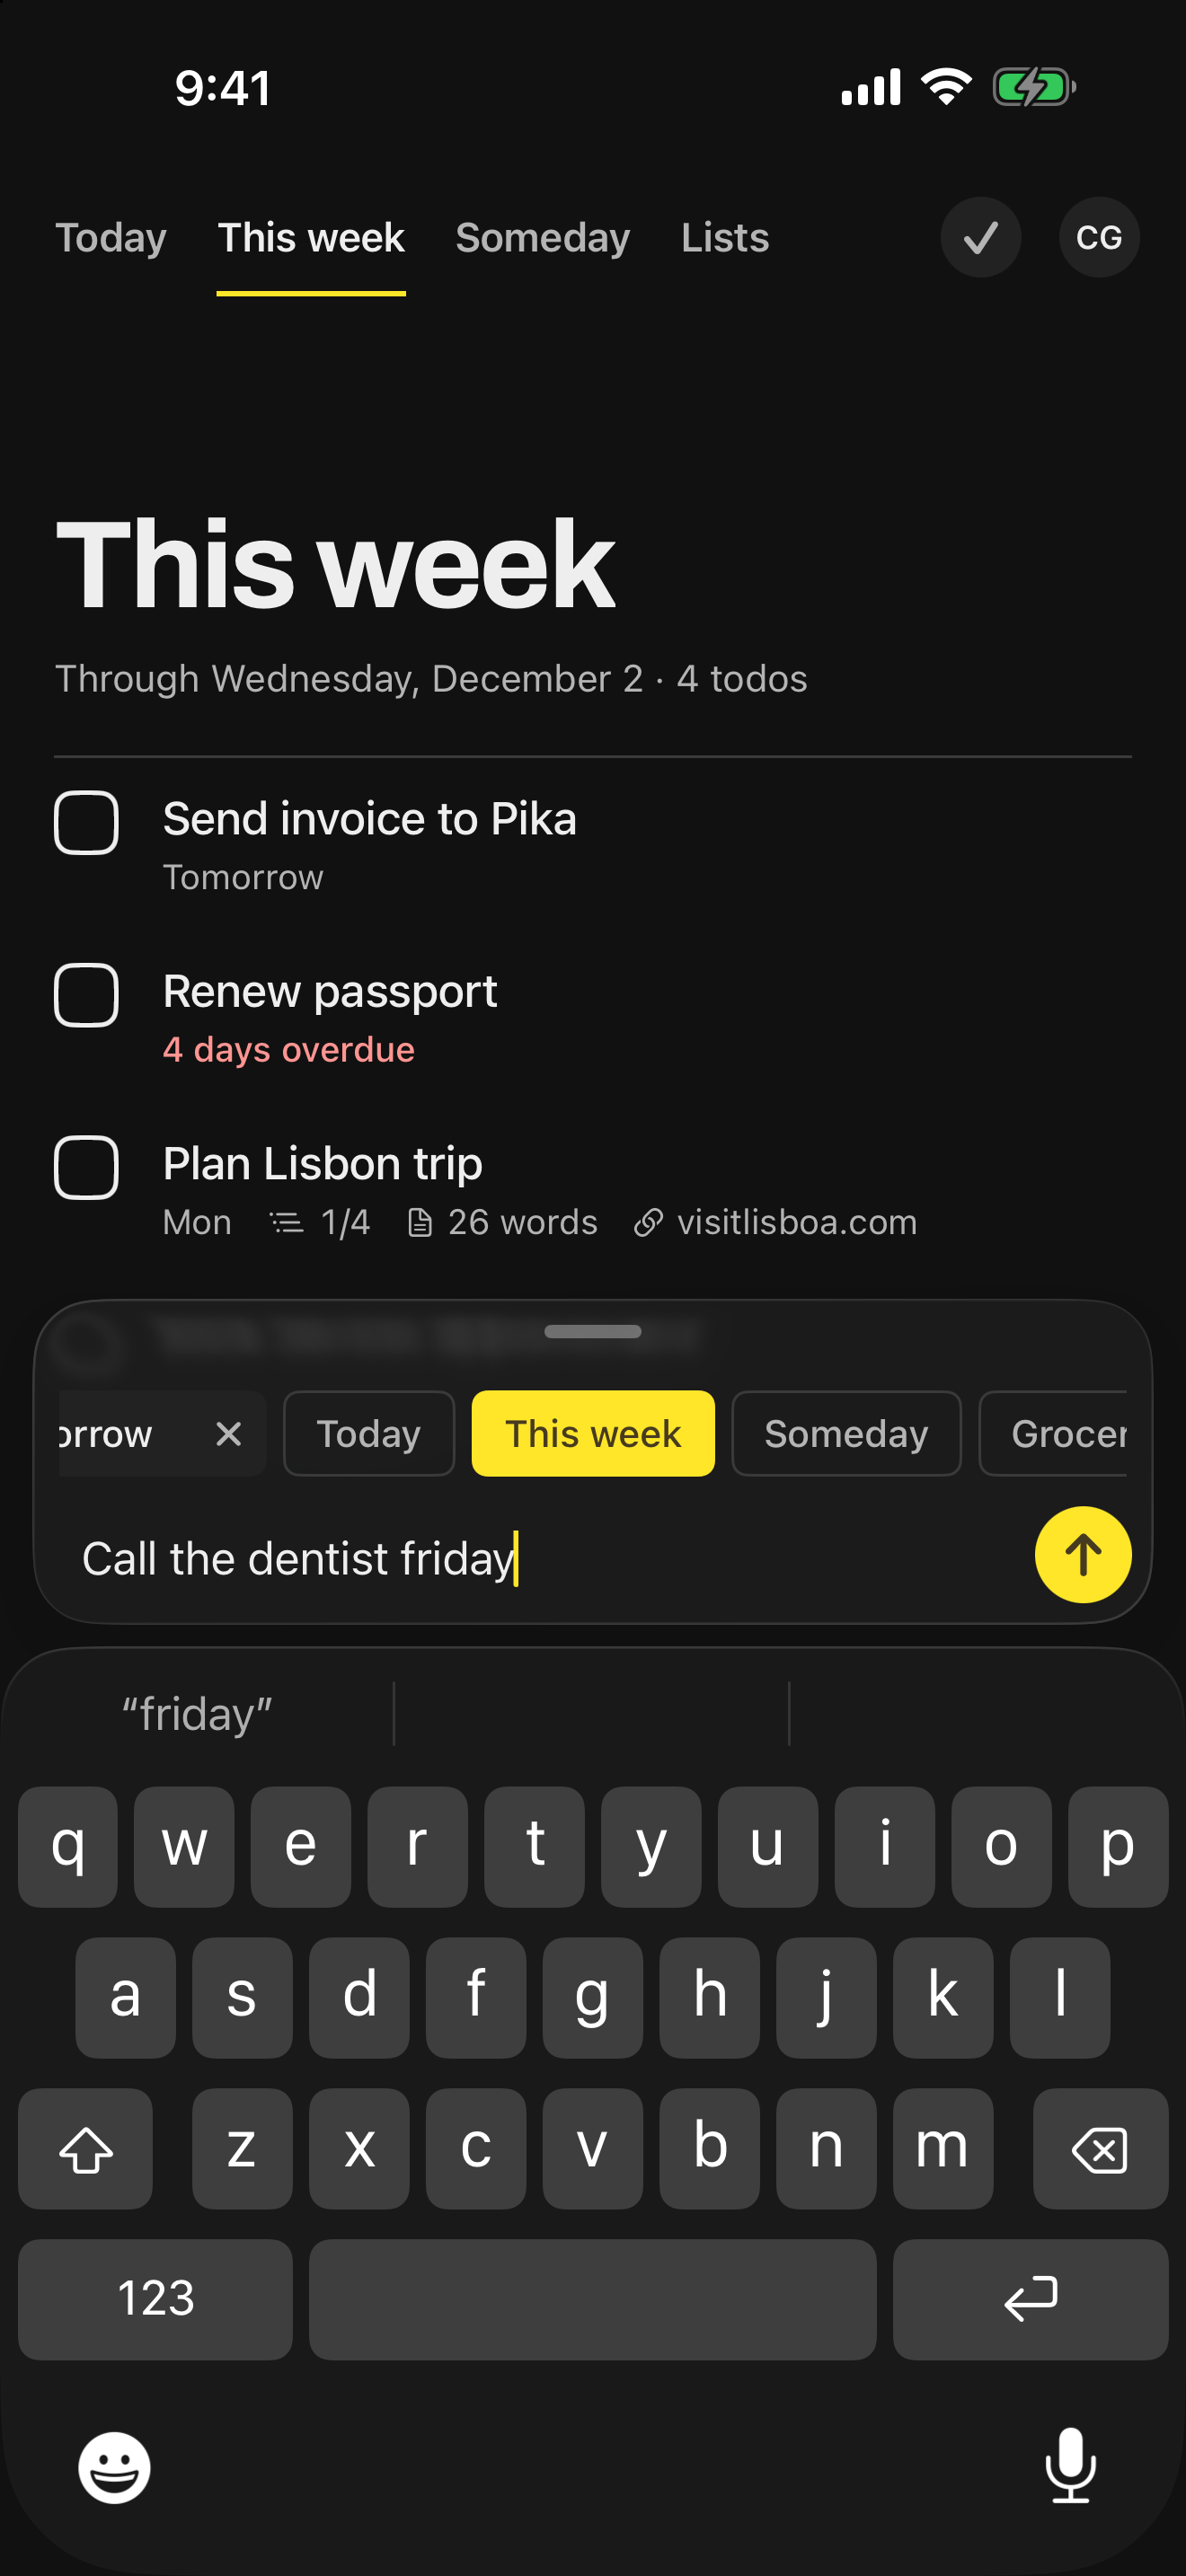 9:41
Today This week Someday Lists CG
This week
Through Wednesday, December 2 · 4 todos
Send invoice to Pika
Tomorrow
Renew passport
4 days overdue
Plan Lisbon trip
Mon 1/4 26 words visitlisboa.com
orrow Today This week Someday Grocer
Call the dentist friday
“friday”
q w e r t y u i o p
a s d f g h j k l
z x c v b n m
123